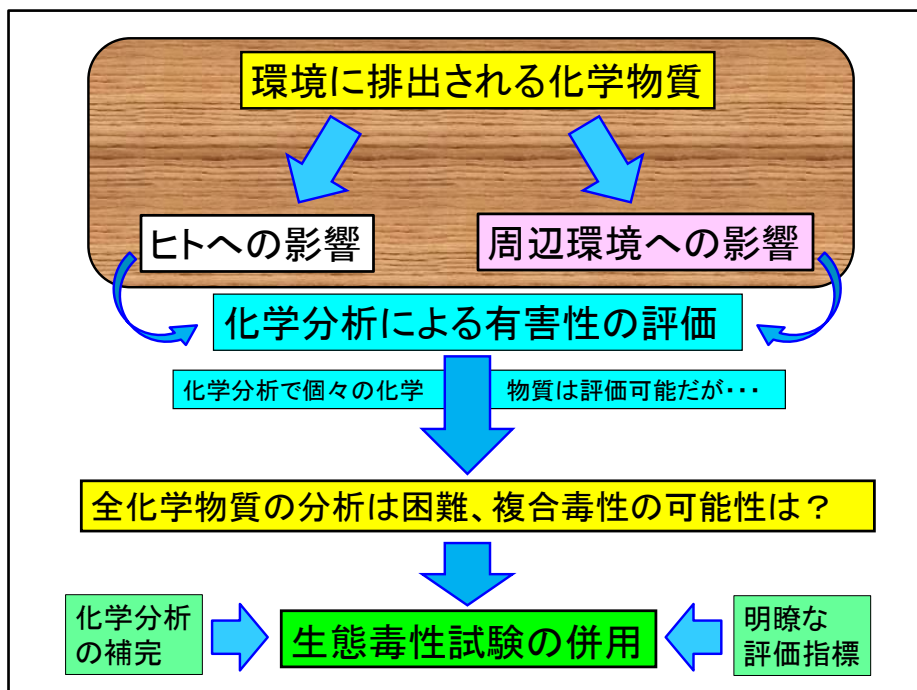 環境に排出される化学物質
ヒトへの影響
周辺環境への影響
化学分析による有害性の評価
化学分析で個々の化学
物質は評価可能だが・・・
全化学物質の分析は困難、複合毒性の可能性は？
化学分析
の補完
生態毒性試験の併用
明瞭な
評価指標